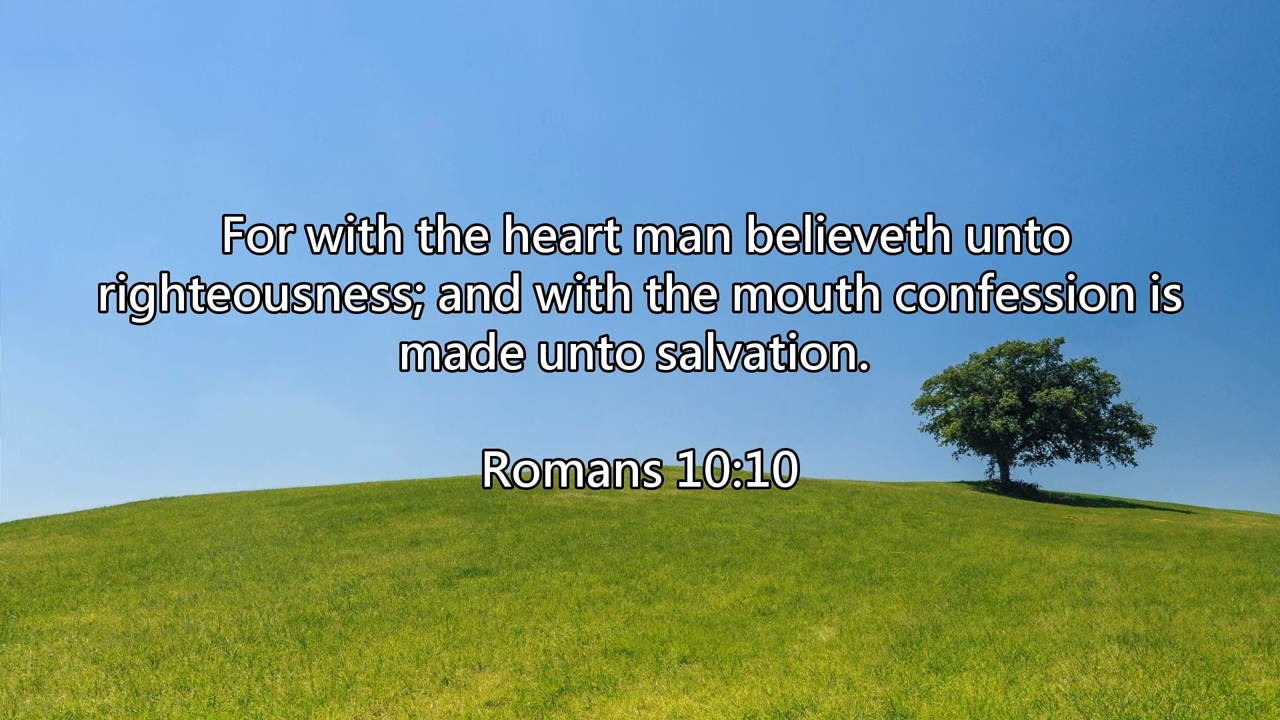 For with the heart man believeth unto
righteousness; and with the mouth confession is
made unto salvation.
Romans 10:10